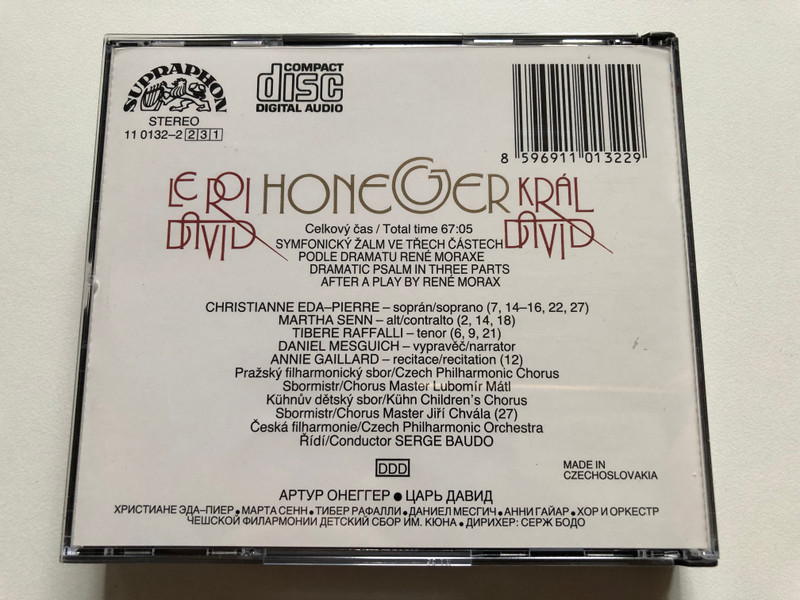 SUPRAPHON
STEREO
11 0132-2 231
COMPACT
disc
DIGITAL AUDIO
8 596911 013229
LE ROI DAVID
HONEGGER
KRÁL DAVID
Celkový čas / Total time 67:05
SYMFONICKÝ ŽALM VE TŘECH ČÁSTECH
PODLE DRAMATU RENÉ MORAXE
DRAMATIC PSALM IN THREE PARTS
AFTER A PLAY BY RENÉ MORAX
CHRISTIANNE EDA–PIERRE – soprán/soprano (7, 14–16, 22, 27)
MARTHA SENN – alt/contralto (2, 14, 18)
TIBERE RAFFALLI – tenor (6, 9, 21)
DANIEL MESGUICH – vypravěč/narrator
ANNIE GAILLARD – recitace/recitation (12)
Pražský filharmonický sbor/Czech Philharmonic Chorus
Sbormistr/Chorus Master Lubomír Mátl
Kühnův dětský sbor/Kühn Children's Chorus
Sbormistr/Chorus Master Jiří Chvála (27)
Česká filharmonie/Czech Philharmonic Orchestra
Řídí/Conductor SERGE BAUDO
DDD
MADE IN
CZECHOSLOVAKIA
АРТУР ОНЕГГЕР ● ЦАРЬ ДАВИД
ХРИСТИАНЕ ЭДА–ПИЕР ● МАРТА СЕНН ● ТИБЕР РАФАЛЛИ ● ДАНИЕЛ МЕСГИЧ ● АННИ ГАЙАР ● ХОР И ОРКЕСТР
ЧЕШСКОЙ ФИЛАРМОНИИ ДЕТСКИЙ СБОР ИМ. КЮНА ● ДИРИХЕР: СЕРЖ БОДО